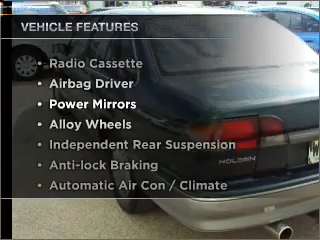 VEHICLE FEATURES
• Radio Cassette
• Airbag Driver
• Power Mirrors
• Alloy Wheels
• Independent Rear Suspension
HOLDEN
• Anti-lock Braking
• Automatic Air Con / Climate